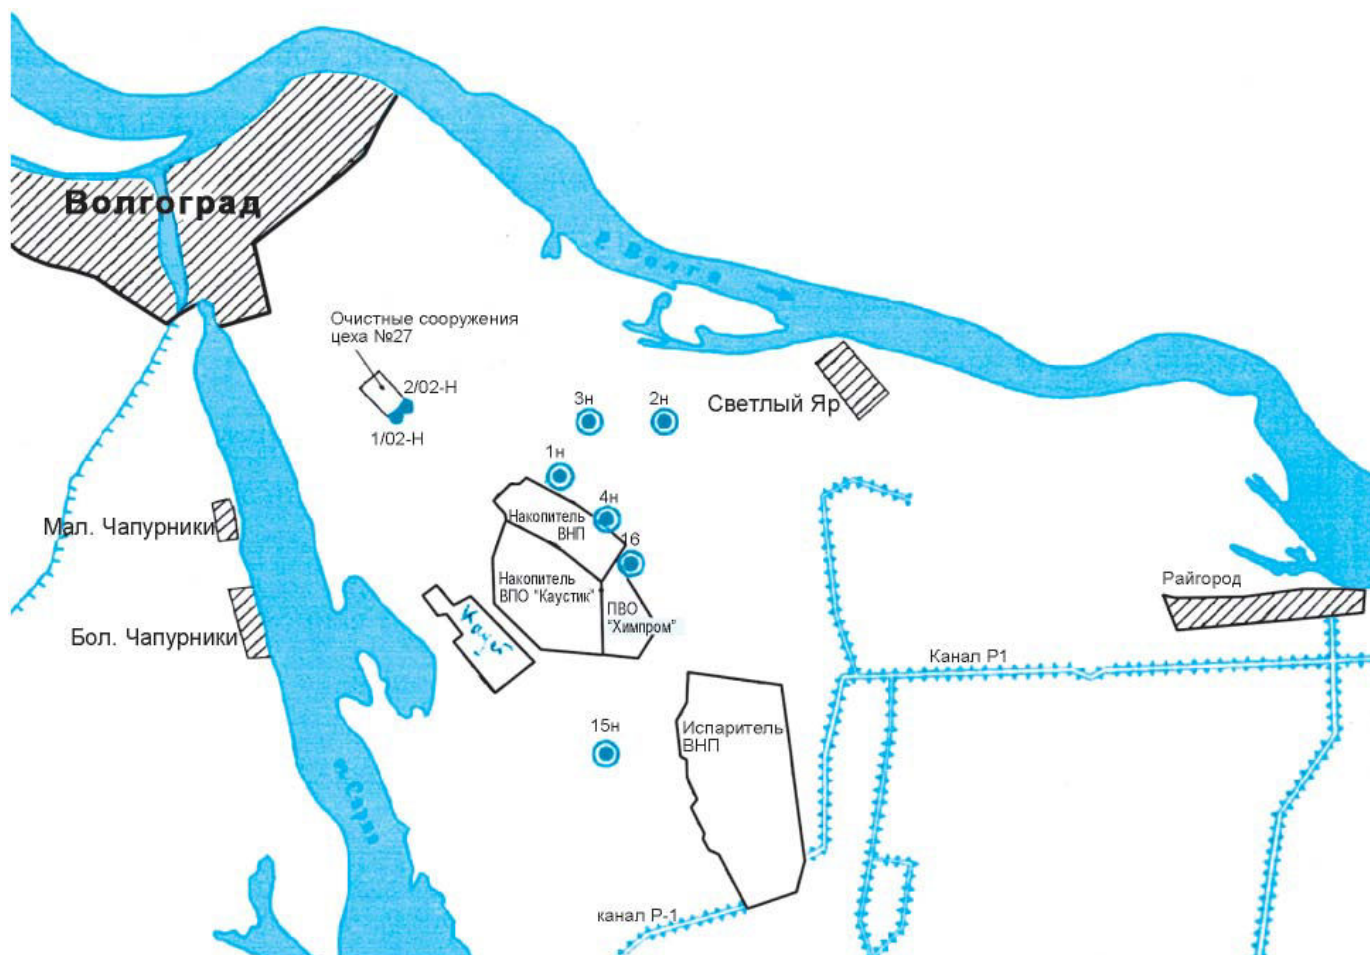 Волгоград
р. Волга
Очистные сооружения
цеха №27
2/02-Н
1/02-Н
3н
2н
Светлый Яр
1н
4н
Накопитель
ВНП
16
Мал. Чапурники
Накопитель
ВПО "Каустик"
ПВО
"Химпром"
Райгород
Бол. Чапурники
Канал Р1
15н
Испаритель
ВНП
о. Сарпа
канал Р-1